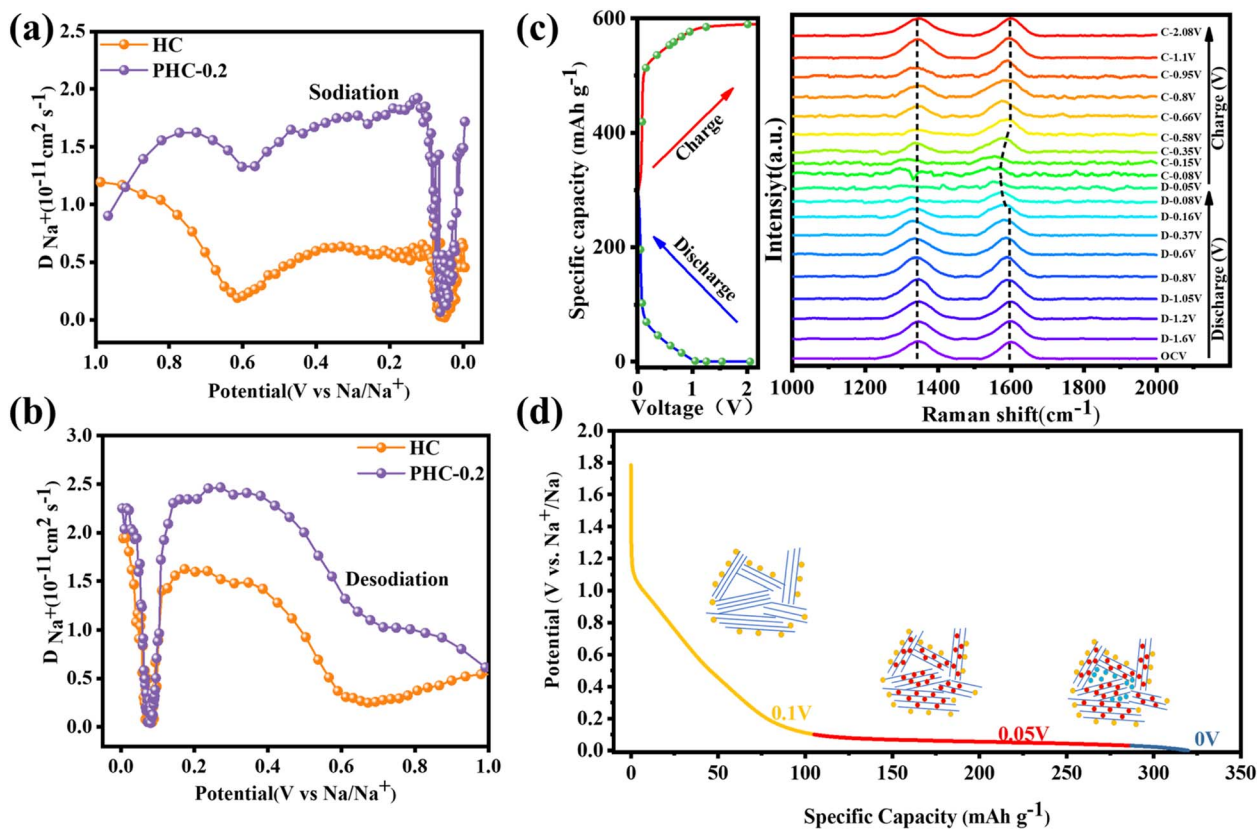 (a)
2.5
2.0
1.5
1.0
0.5
0.0
D Na+(10-11cm2 s-1)
HC
PHC-0.2
Sodiation
1.0 0.8 0.6 0.4 0.2 0.0
Potential(V vs Na/Na+)
(b)
3.0
2.5
2.0
1.5
1.0
0.5
0.0
D Na+(10-11cm2 s-1)
HC
PHC-0.2
Desodiation
0.0 0.2 0.4 0.6 0.8 1.0
Potential(V vs Na/Na+)
(c)
600
400
200
0
Specific capacity (mAh g-1)
Charge
Discharge
0 1 2
Voltage (V)
Intensiyt(a.u.)
C-2.08V
C-1.1V
C-0.95V
C-0.8V
C-0.66V
C-0.58V
C-0.35V
C-0.15V
C-0.08V
D-0.05V
D-0.08V
D-0.16V
D-0.37V
D-0.6V
D-0.8V
D-1.05V
D-1.2V
D-1.6V
OCV
Charge (V)
Discharge (V)
1000 1200 1400 1600 1800 2000
Raman shift(cm-1)
(d)
2.0
1.8
1.6
1.4
1.2
1.0
0.8
0.6
0.4
0.2
0.0
Potential (V vs. Na+/Na)
0.1V
0.05V
0V
0 50 100 150 200 250 300 350
Specific Capacity (mAh g-1)